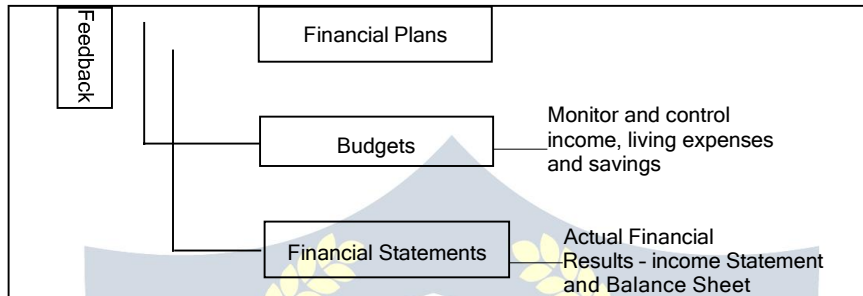 Feedback
Financial Plans
Budgets
Monitor and control
income, living expenses
and savings
Financial Statements
Actual Financial
Results - income Statement
and Balance Sheet